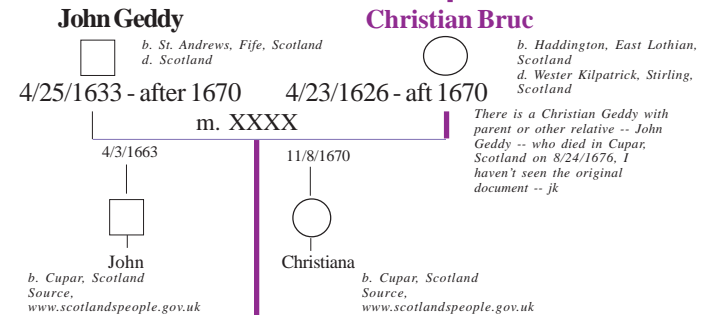 John Geddy
Christian Bruc
b. St. Andrews, Fife, Scotland
d. Scotland
b. Haddington, East Lothian,
Scotland
d. Wester Kilpatrick, Stirling,
Scotland
4/25/1633 - after 1670
4/23/1626 - aft 1670
There is a Christian Geddy with
parent or other relative -- John
Geddy -- who died in Cupar,
Scotland on 8/24/1676, I
haven't seen the original
document -- jk
m. XXXX
4/3/1663
11/8/1670
John
Christiana
b. Cupar, Scotland
Source,
www.scotlandspeople.gov.uk
b. Cupar, Scotland
Source,
www.scotlandspeople.gov.uk